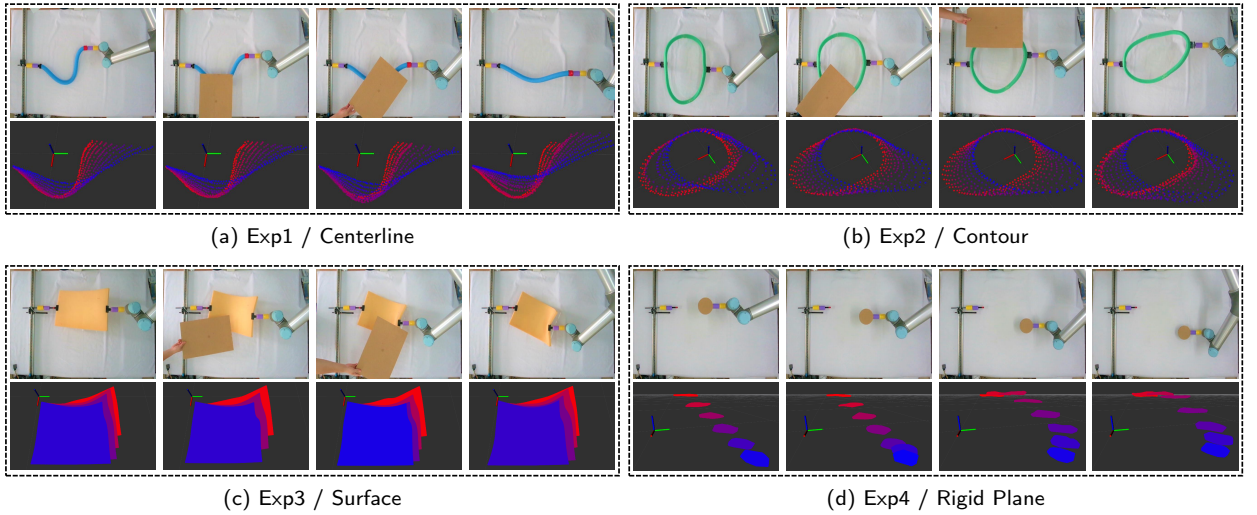 (a) Exp1 / Centerline
(b) Exp2 / Contour
(c) Exp3 / Surface
(d) Exp4 / Rigid Plane